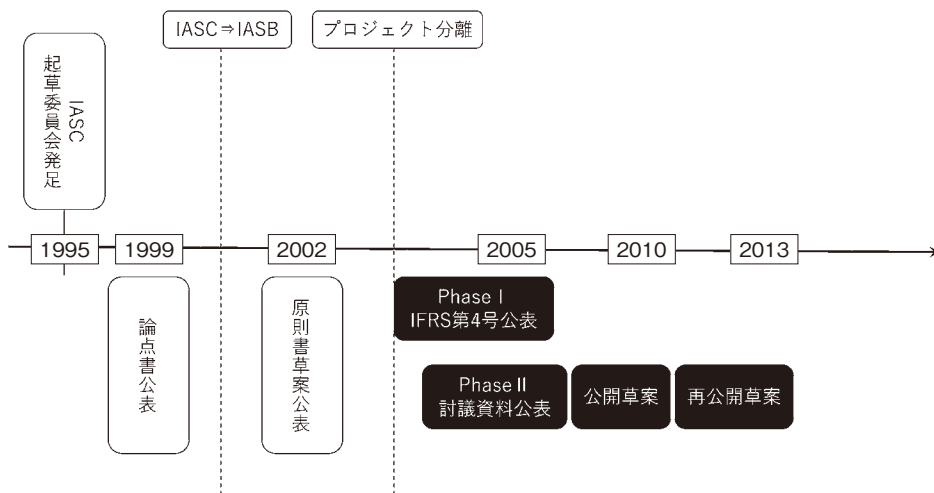 IASC⇒IASB
プロジェクト分離
IASC
起草委員会発足
1995
1999
2002
2005
2010
2013
論点書公表
原則書草案公表
Phase Ⅰ
IFRS第4号公表
Phase Ⅱ
討議資料公表
公開草案
再公開草案